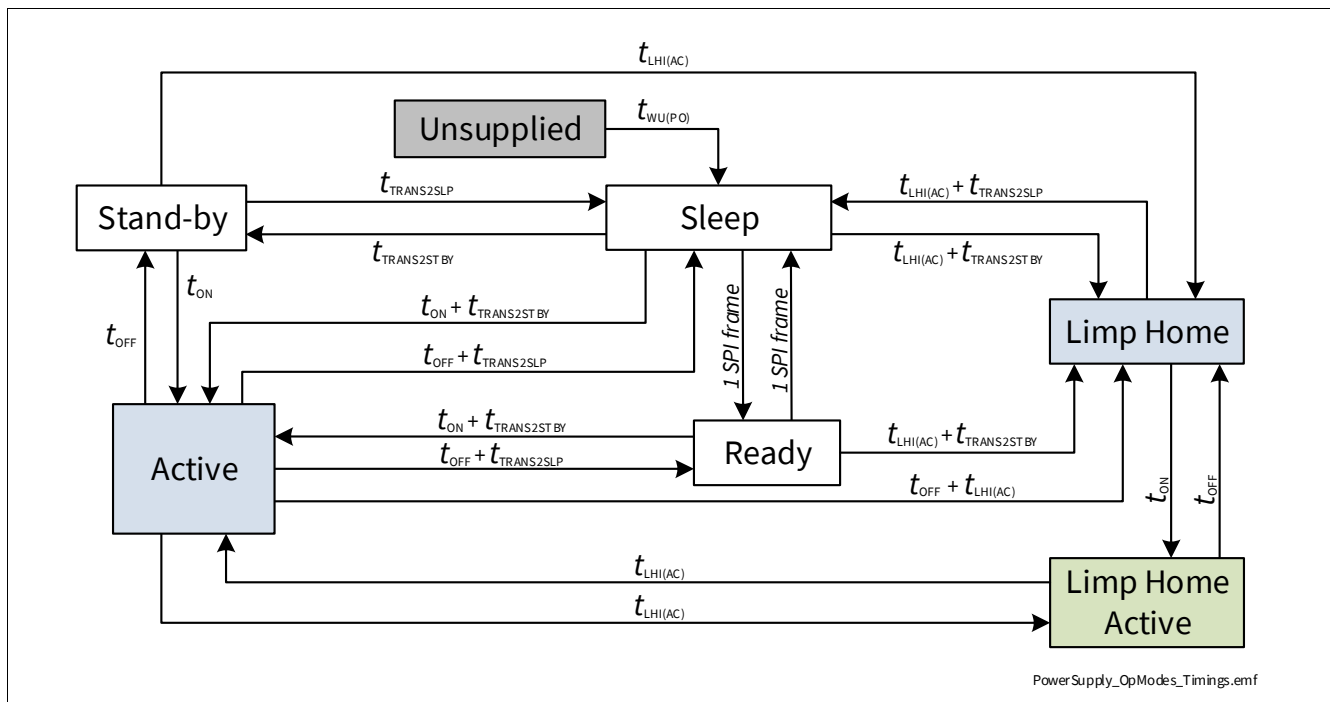 tLHI(AC)
Unsupplied
tWU(PO)
Stand-by
tTRANS2SLP
Sleep
tLHI(AC) + tTRANS2SLP
tTRANS2STBY
tLHI(AC) + tTRANS2STBY
tOFF
tON
tON + tTRANS2STBY
tOFF + tTRANS2SLP
1 SPI frame
1 SPI frame
Limp Home
Active
tON + tTRANS2STBY
tOFF + tTRANS2SLP
Ready
tLHI(AC) + tTRANS2STBY
tOFF + tLHI(AC)
tON
tOFF
tLHI(AC)
tLHI(AC)
Limp Home
Active
PowerSupply_OpModes_Timings.emf